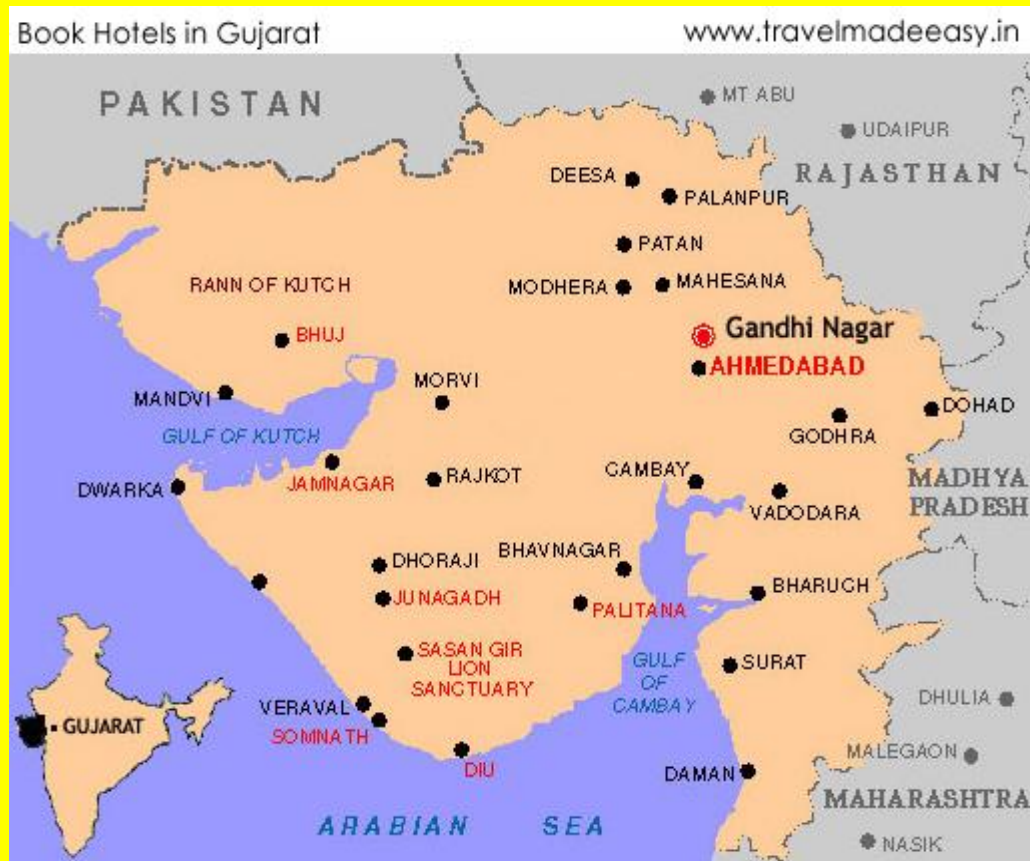 Book Hotels in Gujarat
www.travelmadeeasy.in
PAKISTAN
MT ABU
UDAIPUR
RAJASTHAN
DEESA
PALANPUR
PATAN
MODHERA
MAHESANA
RANN OF KUTCH
BHUJ
Gandhi Nagar
AHMEDABAD
MORVI
MANDVI
DOHAD
GODHRA
GULF OF KUTCH
CAMBAY
RAJKOT
JAMNAGAR
DWARKA
VADODARA
MADHYA
PRADESH
BHAVNAGAR
DHORAJI
BHARUCH
JUNAGADH
PALITANA
SASAN GIR
LION
SANCTUARY
SURAT
GULF
OF
CAMBAY
VERAVAL
SOMNATH
DHULIA
GUJARAT
MALEGAON
DIU
DAMAN
MAHARASHTRA
ARABIAN SEA
NASIK